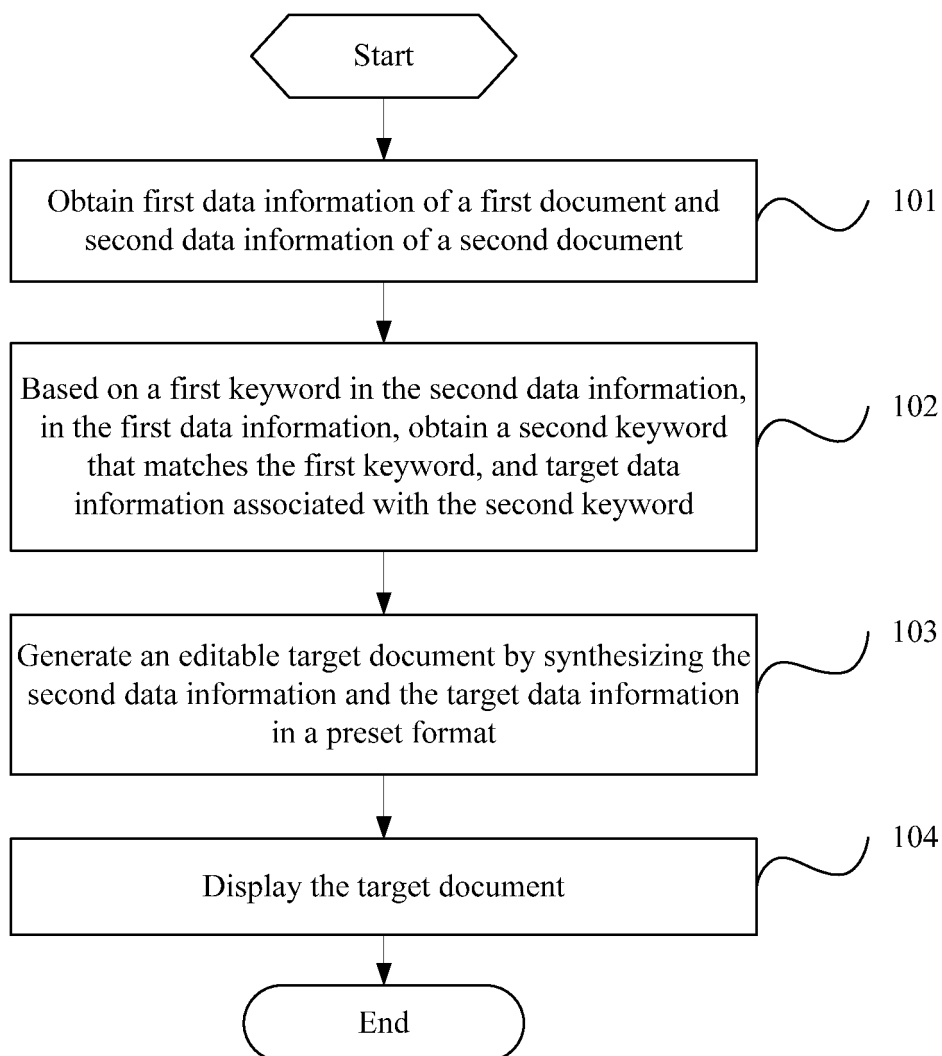 Start
Obtain first data information of a first document and
second data information of a second document
101
Based on a first keyword in the second data information,
in the first data information, obtain a second keyword
that matches the first keyword, and target data
information associated with the second keyword
102
Generate an editable target document by synthesizing the
second data information and the target data information
in a preset format
103
Display the target document
104
End